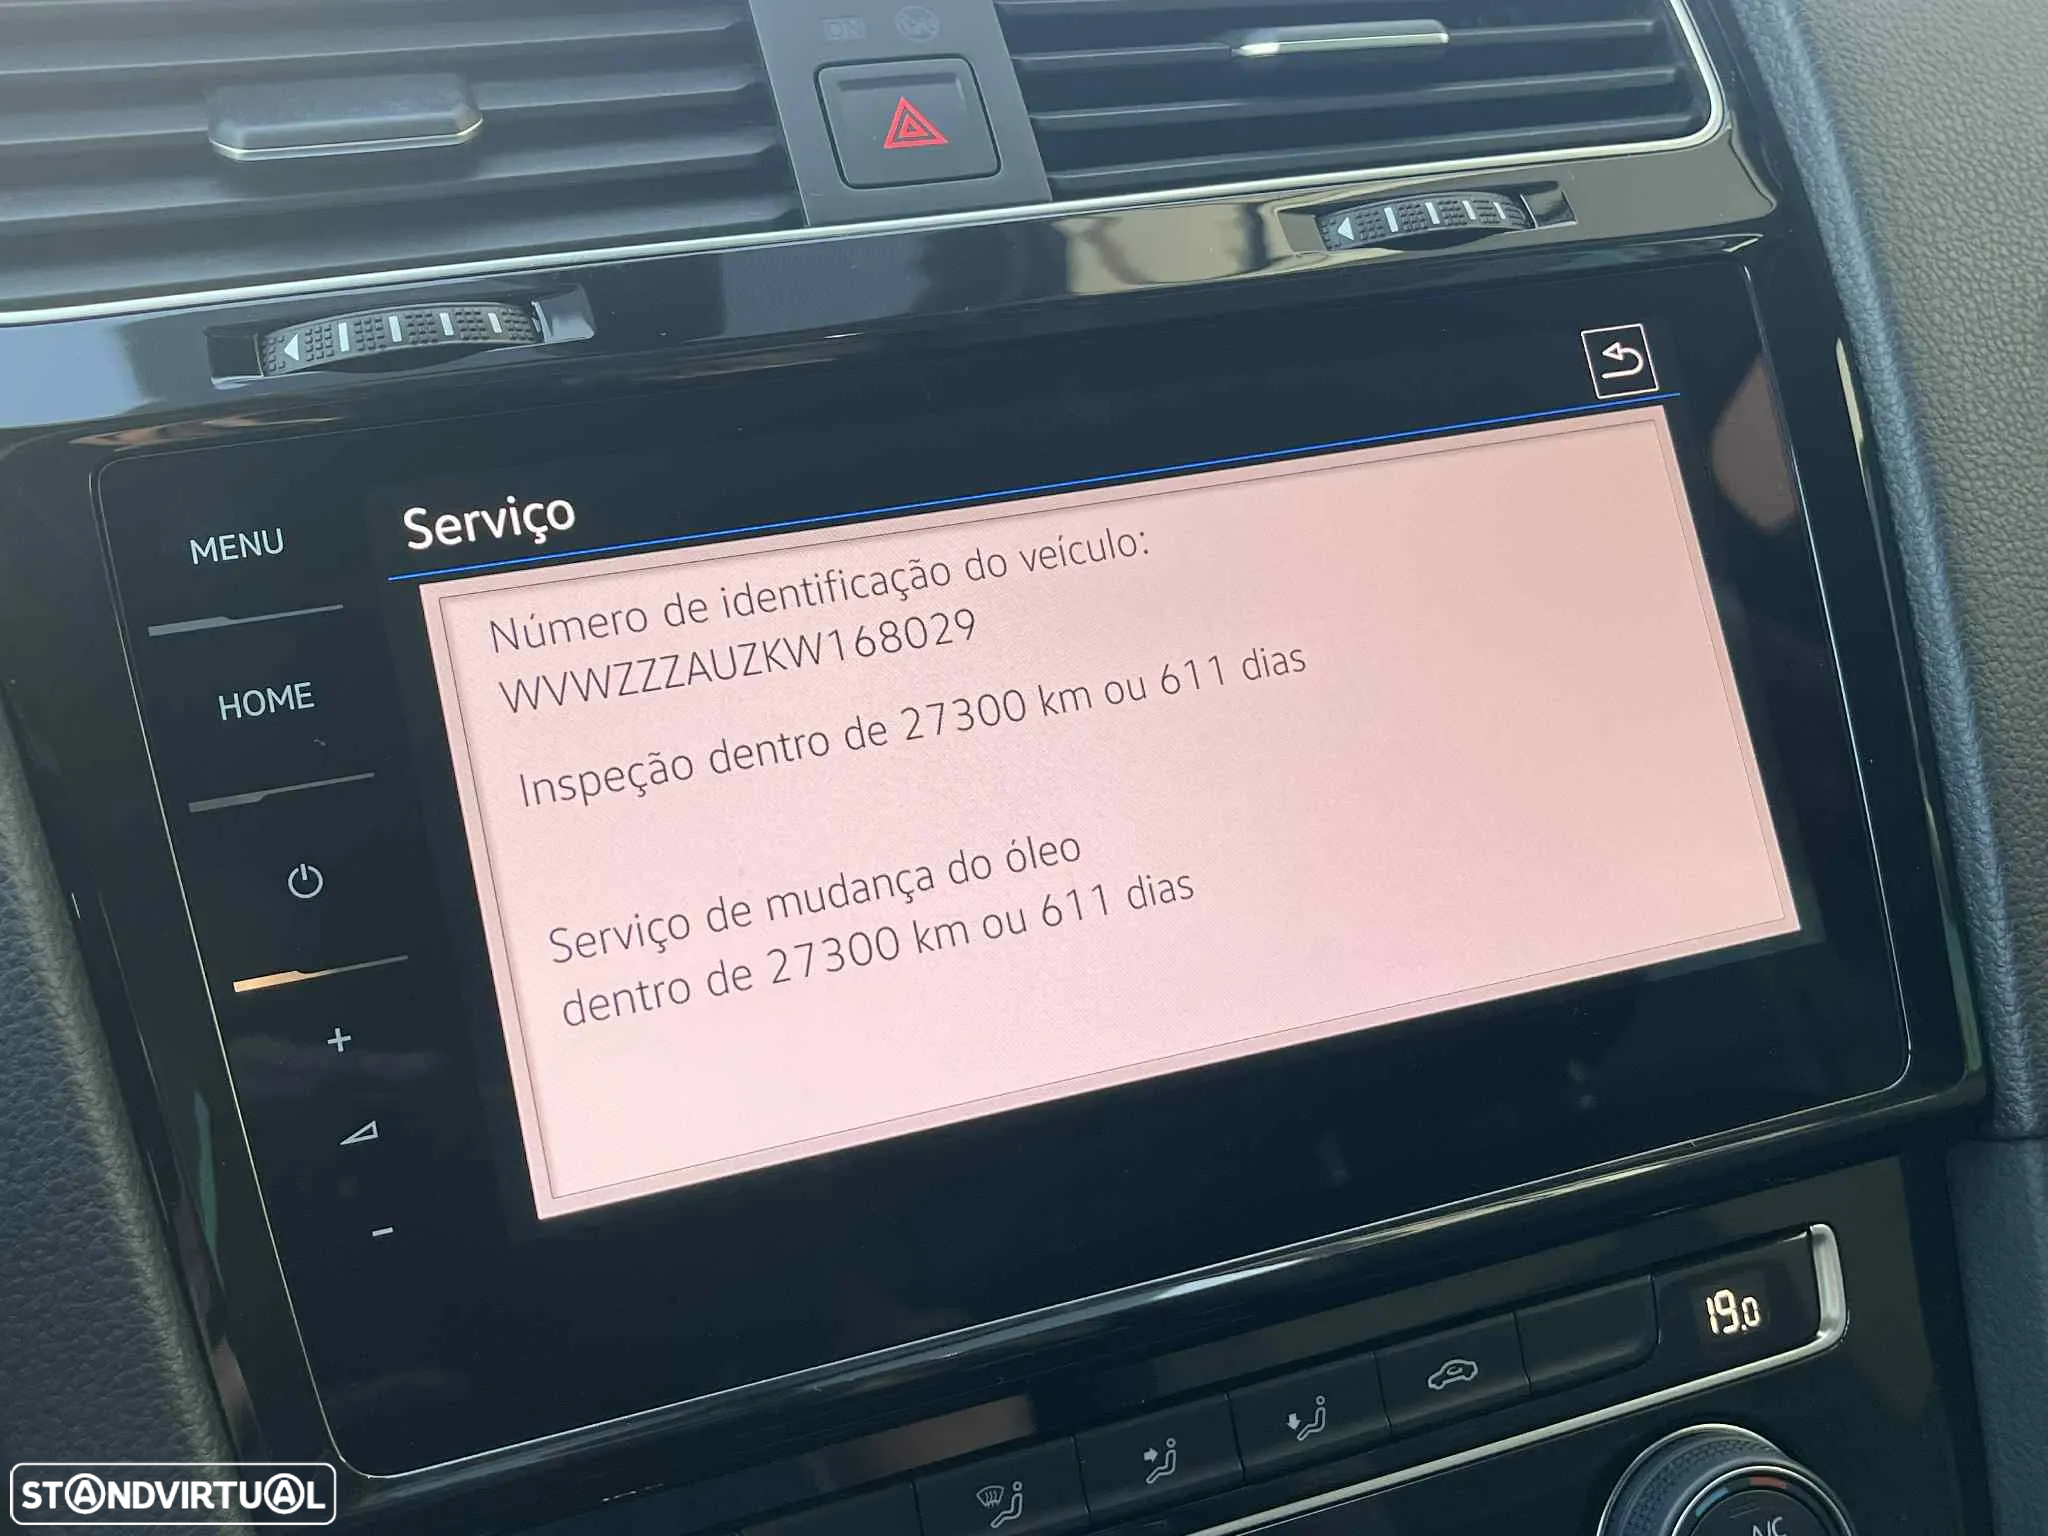 MENU
HOME
Serviço
Número de identificação do veículo:
WVWZZZAUZKW168029
Inspeção dentro de 27300 km ou 611 dias
Serviço de mudança do óleo
dentro de 27300 km ou 611 dias
+
-
19.0
A/C
STANDVIRTUAL